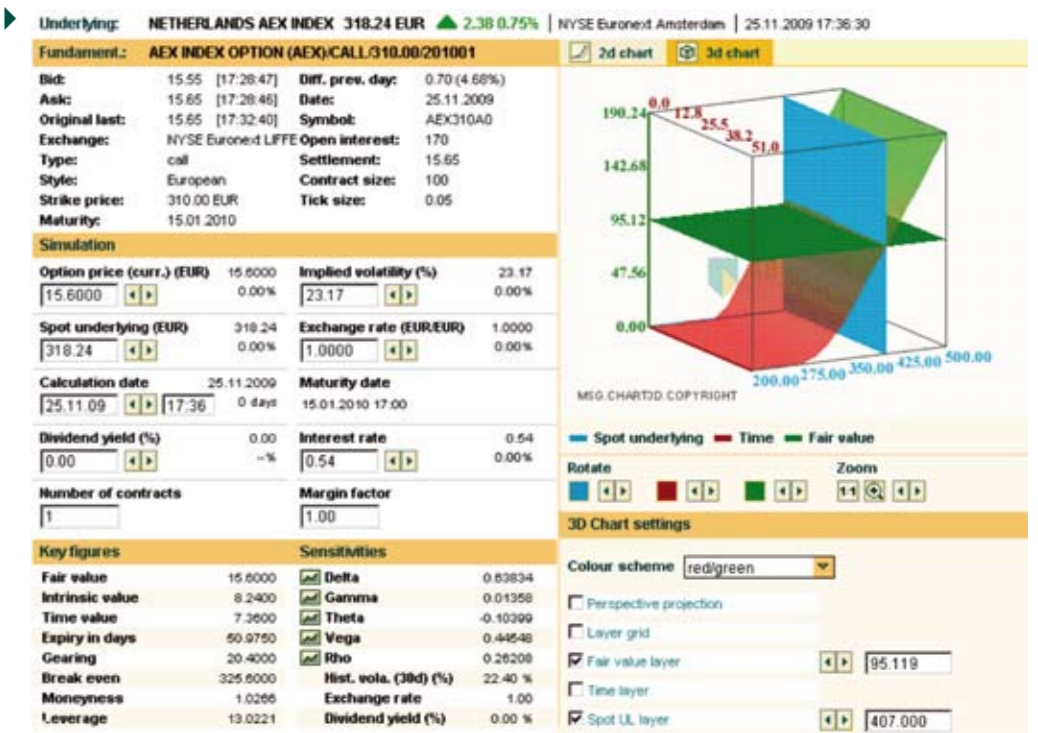 Underlying: NETHERLANDS AEX INDEX 318.24 EUR 2.38 0.75% | NYSE Euronext Amsterdam | 25.11.2009 17:36:30
Fundament.: AEX INDEX OPTION (AEX)/CALL/310.00/201001
Bid: 15.55 [17:28:47] Diff. prev. day: 0.70 (4.68%)
Ask: 15.65 [17:28:46] Date: 25.11.2009
Original last: 15.65 [17:32:40] Symbol: AEX310A0
Exchange: NYSE Euronext LIFFE Open interest: 170
Type: call Settlement: 15.65
Style: European Contract size: 100
Strike price: 310.00 EUR Tick size: 0.05
Maturity: 15.01.2010
Simulation
Option price (curr.) (EUR) 15.6000 Implied volatility (%) 23.17
15.6000 0.00% 23.17 0.00%
Spot underlying (EUR) 318.24 Exchange rate (EUR/EUR) 1.0000
318.24 0.00% 1.0000 0.00%
Calculation date 25.11.2009 Maturity date
25.11.09 17:36 0 days 15.01.2010 17:00
Dividend yield (%) 0.00 Interest rate 0.54
0.00 --% 0.54 0.00%
Number of contracts Margin factor
1 1.00
Key figures Sensitivities
Fair value 15.6000 Delta 0.63834
Intrinsic value 8.2400 Gamma 0.01358
Time value 7.3600 Theta -0.10399
Expiry in days 50.9750 Vega 0.44648
Gearing 20.4000 Rho 0.26208
Break even 325.6000 Hist. vola. (30d) (%) 22.40 %
Moneyness 1.0266 Exchange rate 1.00
Leverage 13.0221 Dividend yield (%) 0.00 %
2d chart 3d chart
190.24 0.0 12.8 25.5 38.2 51.0
142.68
95.12
47.56
0.00
200.00 275.00 350.00 425.00 500.00
MSG.CHART3D.COPYRIGHT
Spot underlying Time Fair value
Rotate Zoom
1:1
3D Chart settings
Colour scheme red/green
Perspective projection
Layer grid
Fair value layer 95.119
Time layer
Spot UL layer 407.000